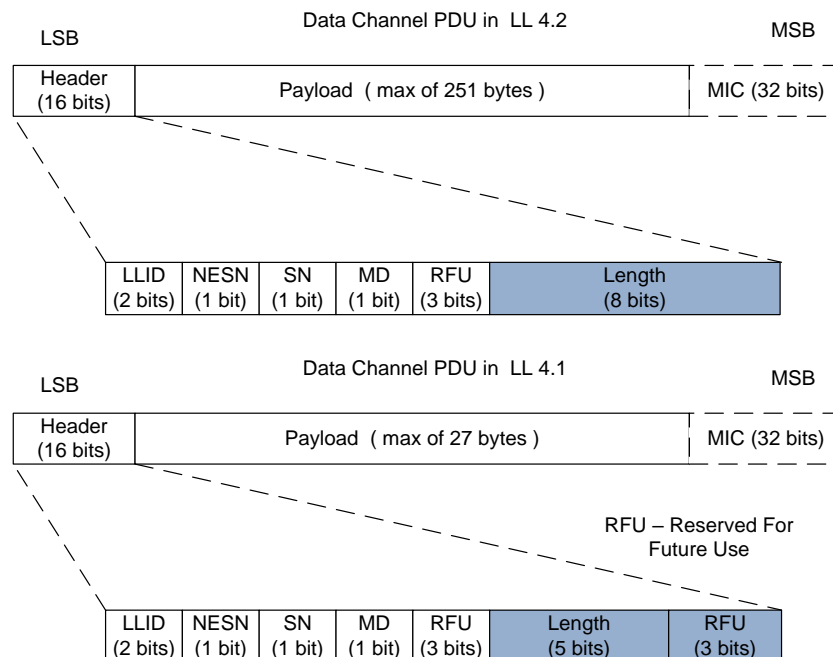 Data Channel PDU in LL 4.2
LSB
MSB
Header
(16 bits)
Payload ( max of 251 bytes )
MIC (32 bits)
LLID
(2 bits)
NESN
(1 bit)
SN
(1 bit)
MD
(1 bit)
RFU
(3 bits)
Length
(8 bits)
Data Channel PDU in LL 4.1
LSB
MSB
Header
(16 bits)
Payload ( max of 27 bytes )
MIC (32 bits)
RFU – Reserved For
Future Use
LLID
(2 bits)
NESN
(1 bit)
SN
(1 bit)
MD
(1 bit)
RFU
(3 bits)
Length
(5 bits)
RFU
(3 bits)